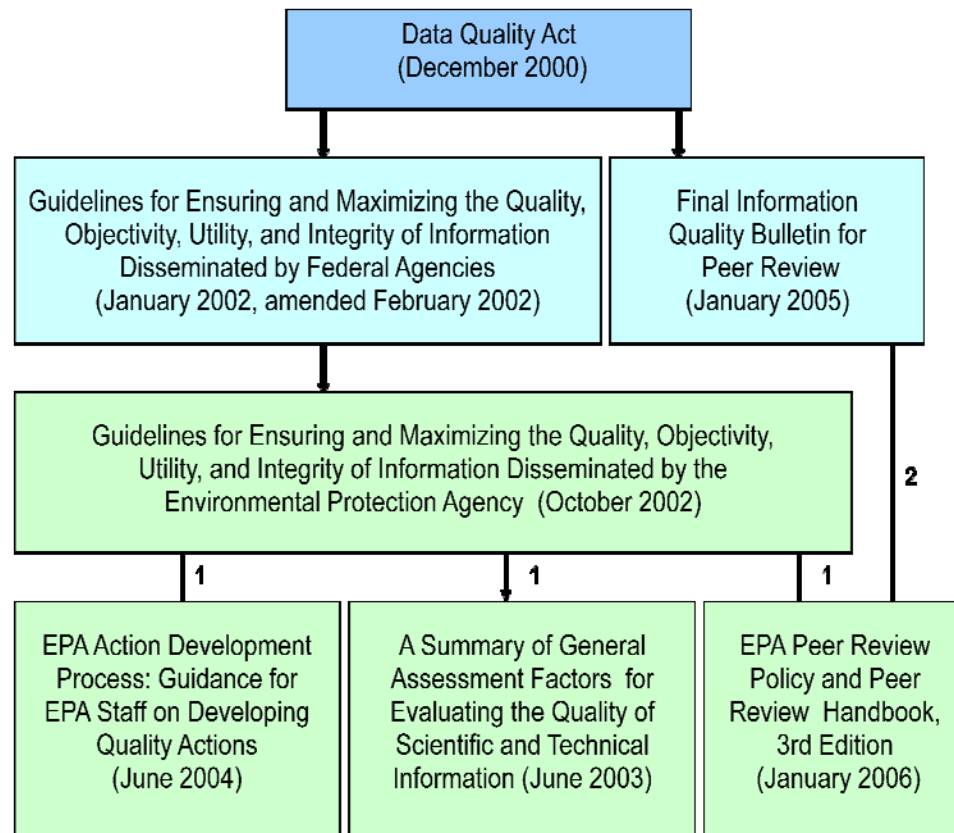 Data Quality Act
(December 2000)
Guidelines for Ensuring and Maximizing the Quality,
Objectivity, Utility, and Integrity of Information
Disseminated by Federal Agencies
(January 2002, amended February 2002)
Final Information
Quality Bulletin for
Peer Review
(January 2005)
Guidelines for Ensuring and Maximizing the Quality, Objectivity,
Utility, and Integrity of Information Disseminated by the
Environmental Protection Agency (October 2002)
2
1
1
1
EPA Action Development
Process: Guidance for
EPA Staff on Developing
Quality Actions
(June 2004)
A Summary of General
Assessment Factors for
Evaluating the Quality of
Scientific and Technical
Information (June 2003)
EPA Peer Review
Policy and Peer
Review Handbook,
3rd Edition
(January 2006)